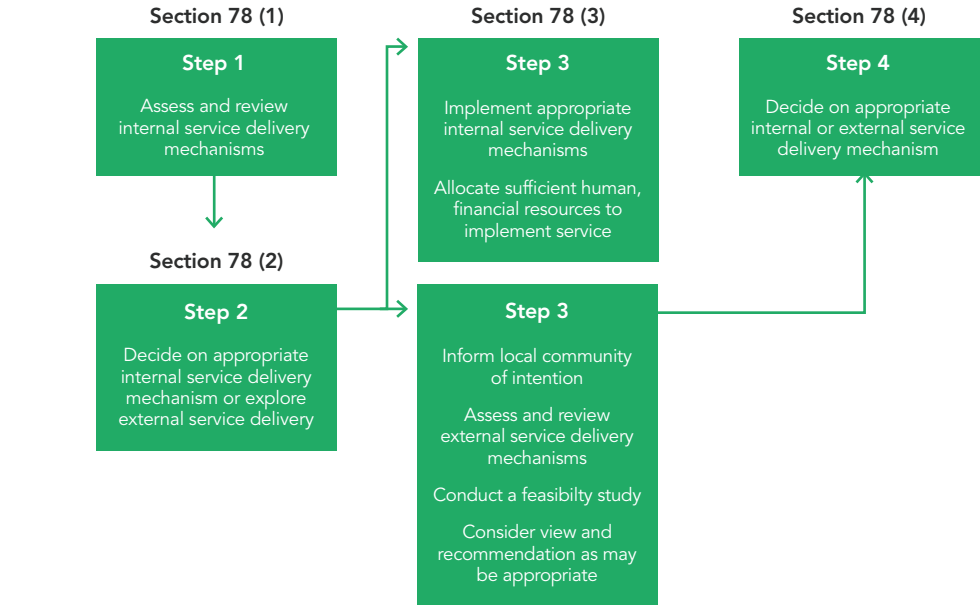 Section 78 (1)
Step 1
Assess and review
internal service delivery
mechanisms
Section 78 (2)
Step 2
Decide on appropriate
internal service delivery
mechanism or explore
external service delivery
Section 78 (3)
Step 3
Implement appropriate
internal service delivery
mechanisms
Allocate sufficient human,
financial resources to
implement service
Step 3
Inform local community
of intention
Assess and review
external service delivery
mechanisms
Conduct a feasibilty study
Consider view and
recommendation as may
be appropriate
Section 78 (4)
Step 4
Decide on appropriate
internal or external service
delivery mechanism